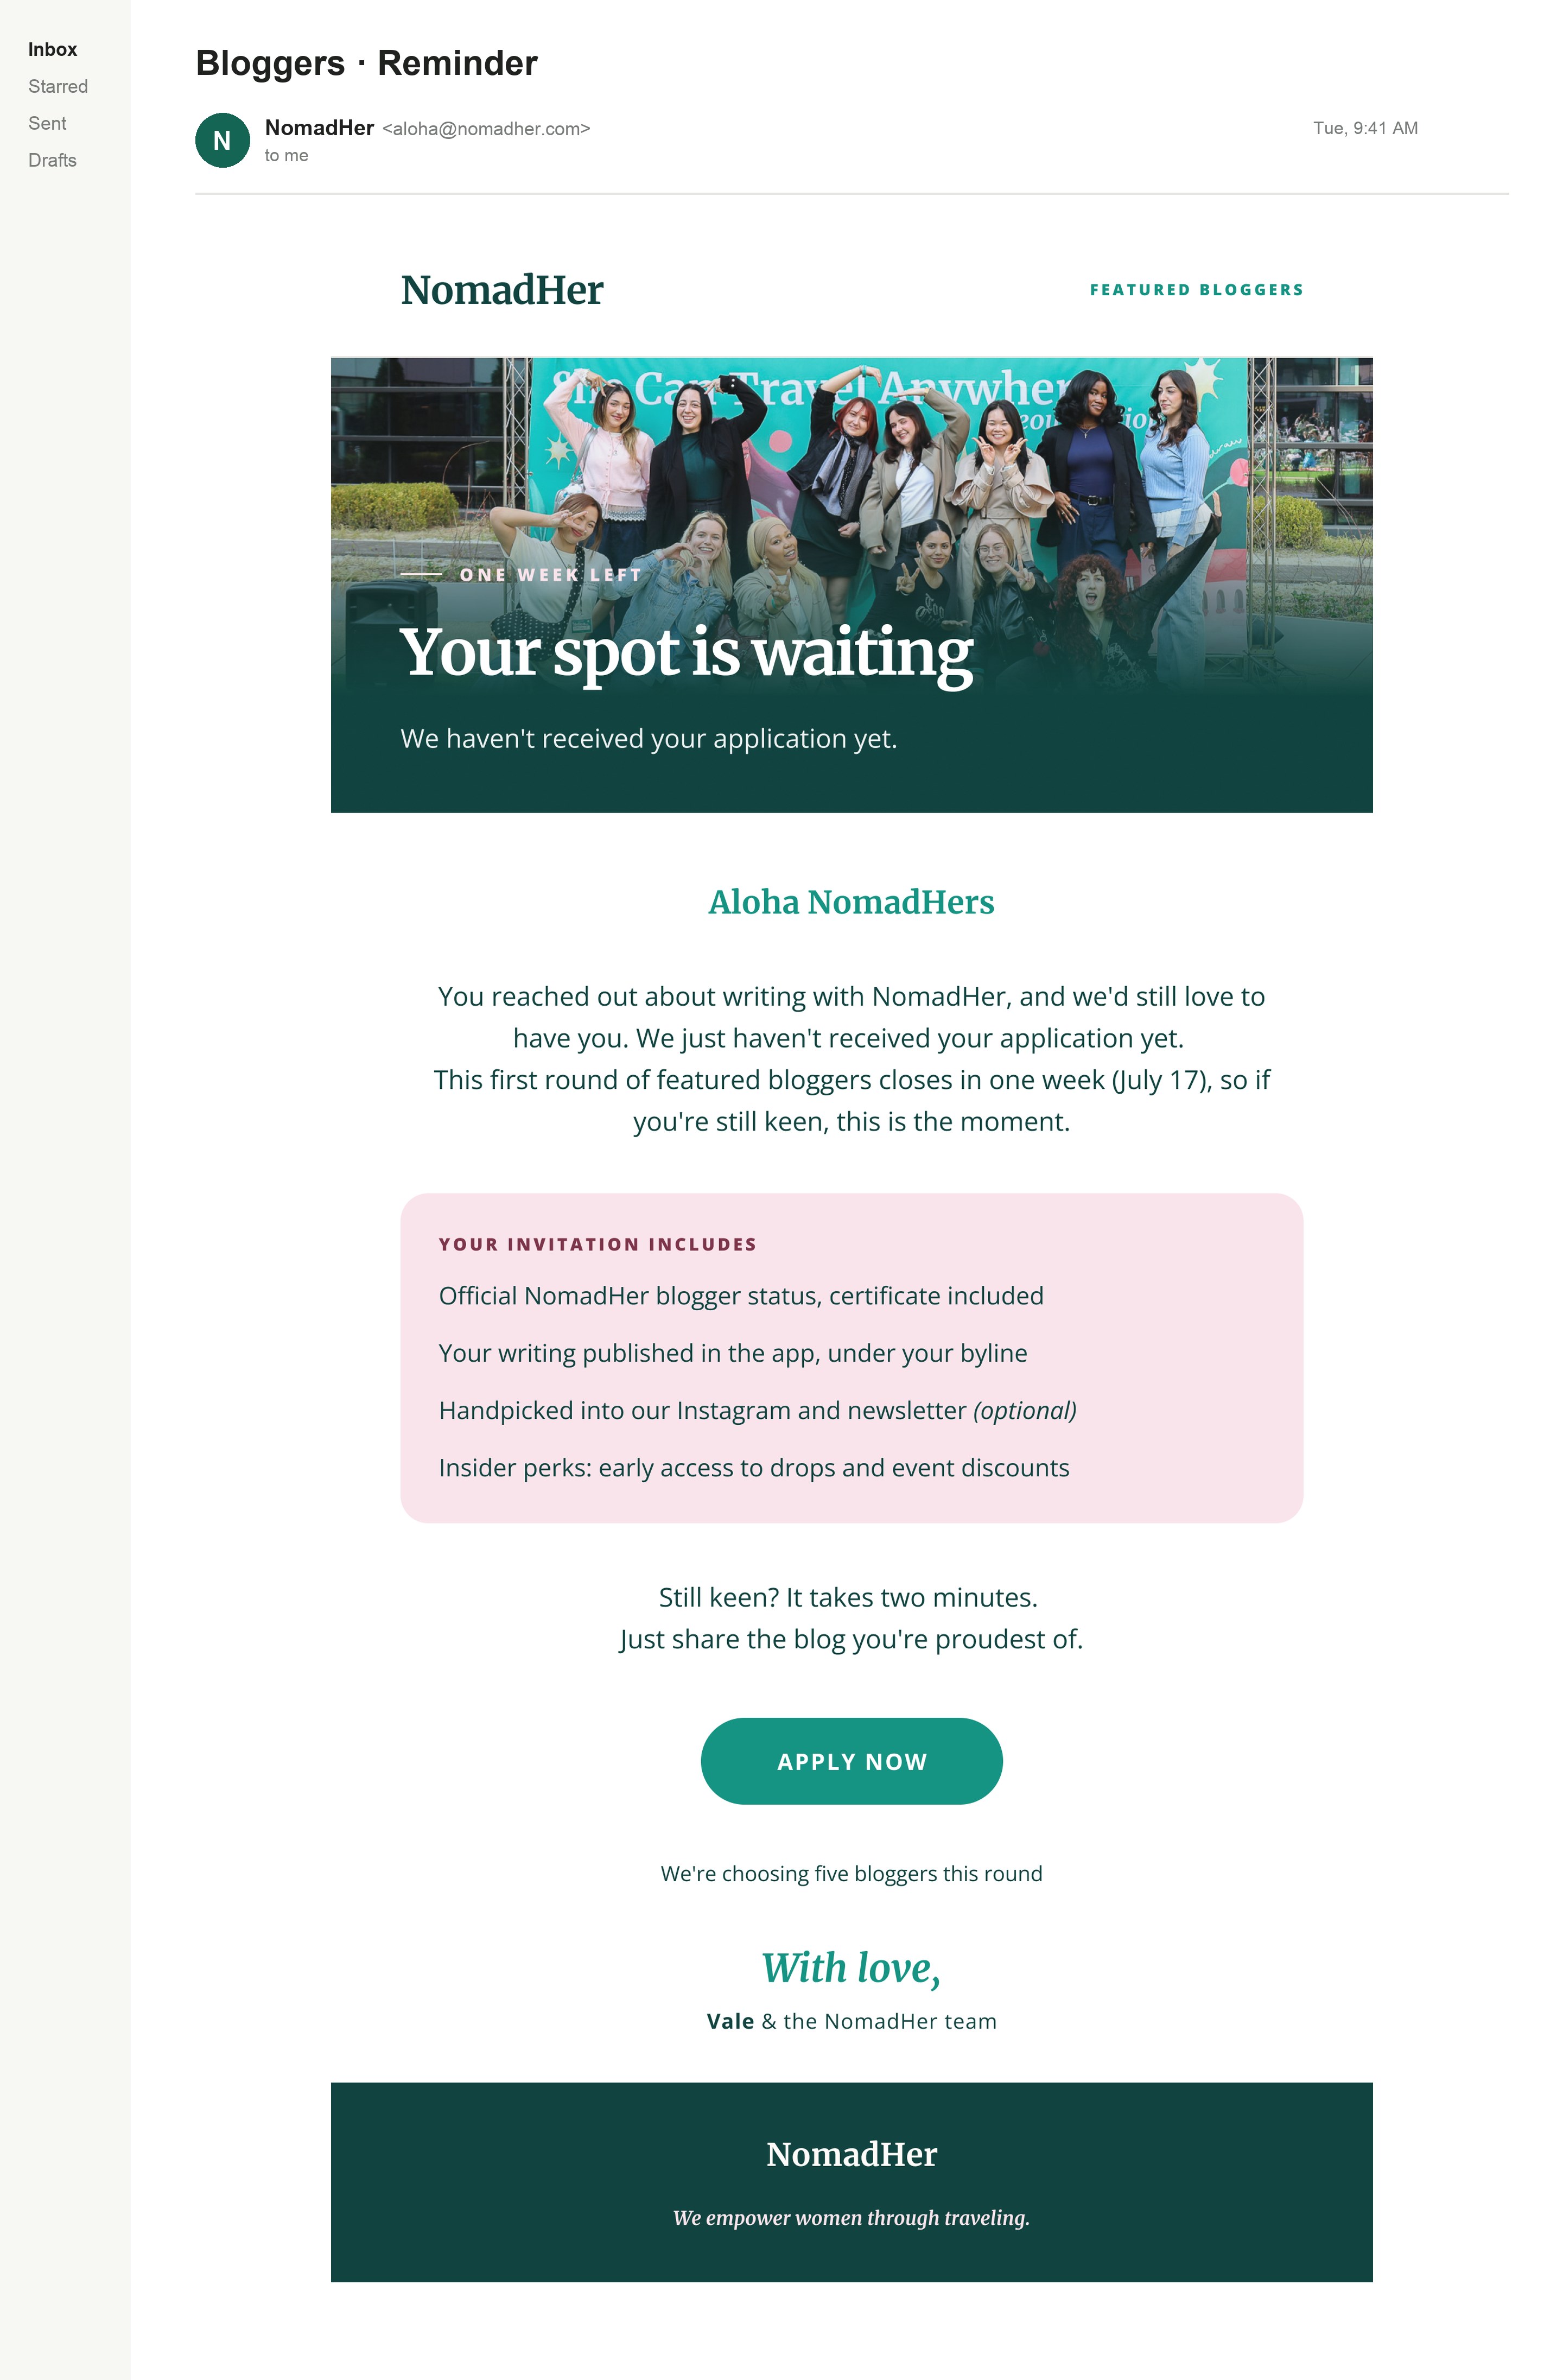 Inbox
Starred
Sent
Drafts
Bloggers · Reminder
N
NomadHer <aloha@nomadher.com>
Tue, 9:41 AM
to me
NomadHer
FEATURED BLOGGERS
She Can Travel Anywhere
ONE WEEK LEFT
Your spot is waiting
We haven't received your application yet.
Aloha NomadHers
You reached out about writing with NomadHer, and we'd still love to
have you. We just haven't received your application yet.
This first round of featured bloggers closes in one week (July 17), so if
you're still keen, this is the moment.
YOUR INVITATION INCLUDES
Official NomadHer blogger status, certificate included
Your writing published in the app, under your byline
Handpicked into our Instagram and newsletter (optional)
Insider perks: early access to drops and event discounts
Still keen? It takes two minutes.
Just share the blog you're proudest of.
APPLY NOW
We're choosing five bloggers this round
With love,
Vale & the NomadHer team
NomadHer
We empower women through traveling.